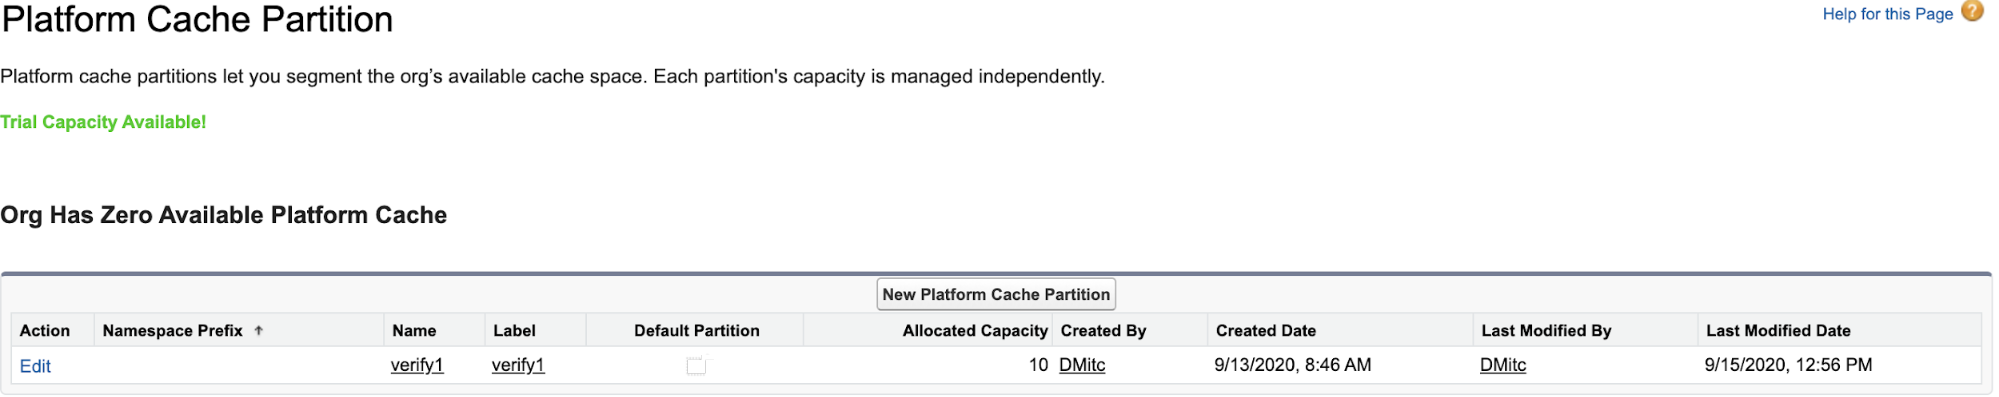 Platform Cache Partition
Help for this Page ?
Platform cache partitions let you segment the org's available cache space. Each partition's capacity is managed independently.
Trial Capacity Available!
Org Has Zero Available Platform Cache
New Platform Cache Partition
Action Namespace Prefix ↑ Name Label Default Partition Allocated Capacity Created By Created Date Last Modified By Last Modified Date
Edit verify1 verify1 10 DMitc 9/13/2020, 8:46 AM DMitc 9/15/2020, 12:56 PM